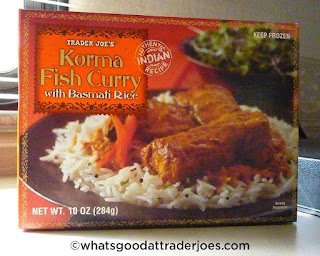 TRADER JOE'S
Korma
Fish Curry
with Basmati Rice
AUTHENTIC
INDIAN
RECIPE
KEEP FROZEN
NET WT. 10 OZ (284g)
©whatsgoodattraderjoes.com